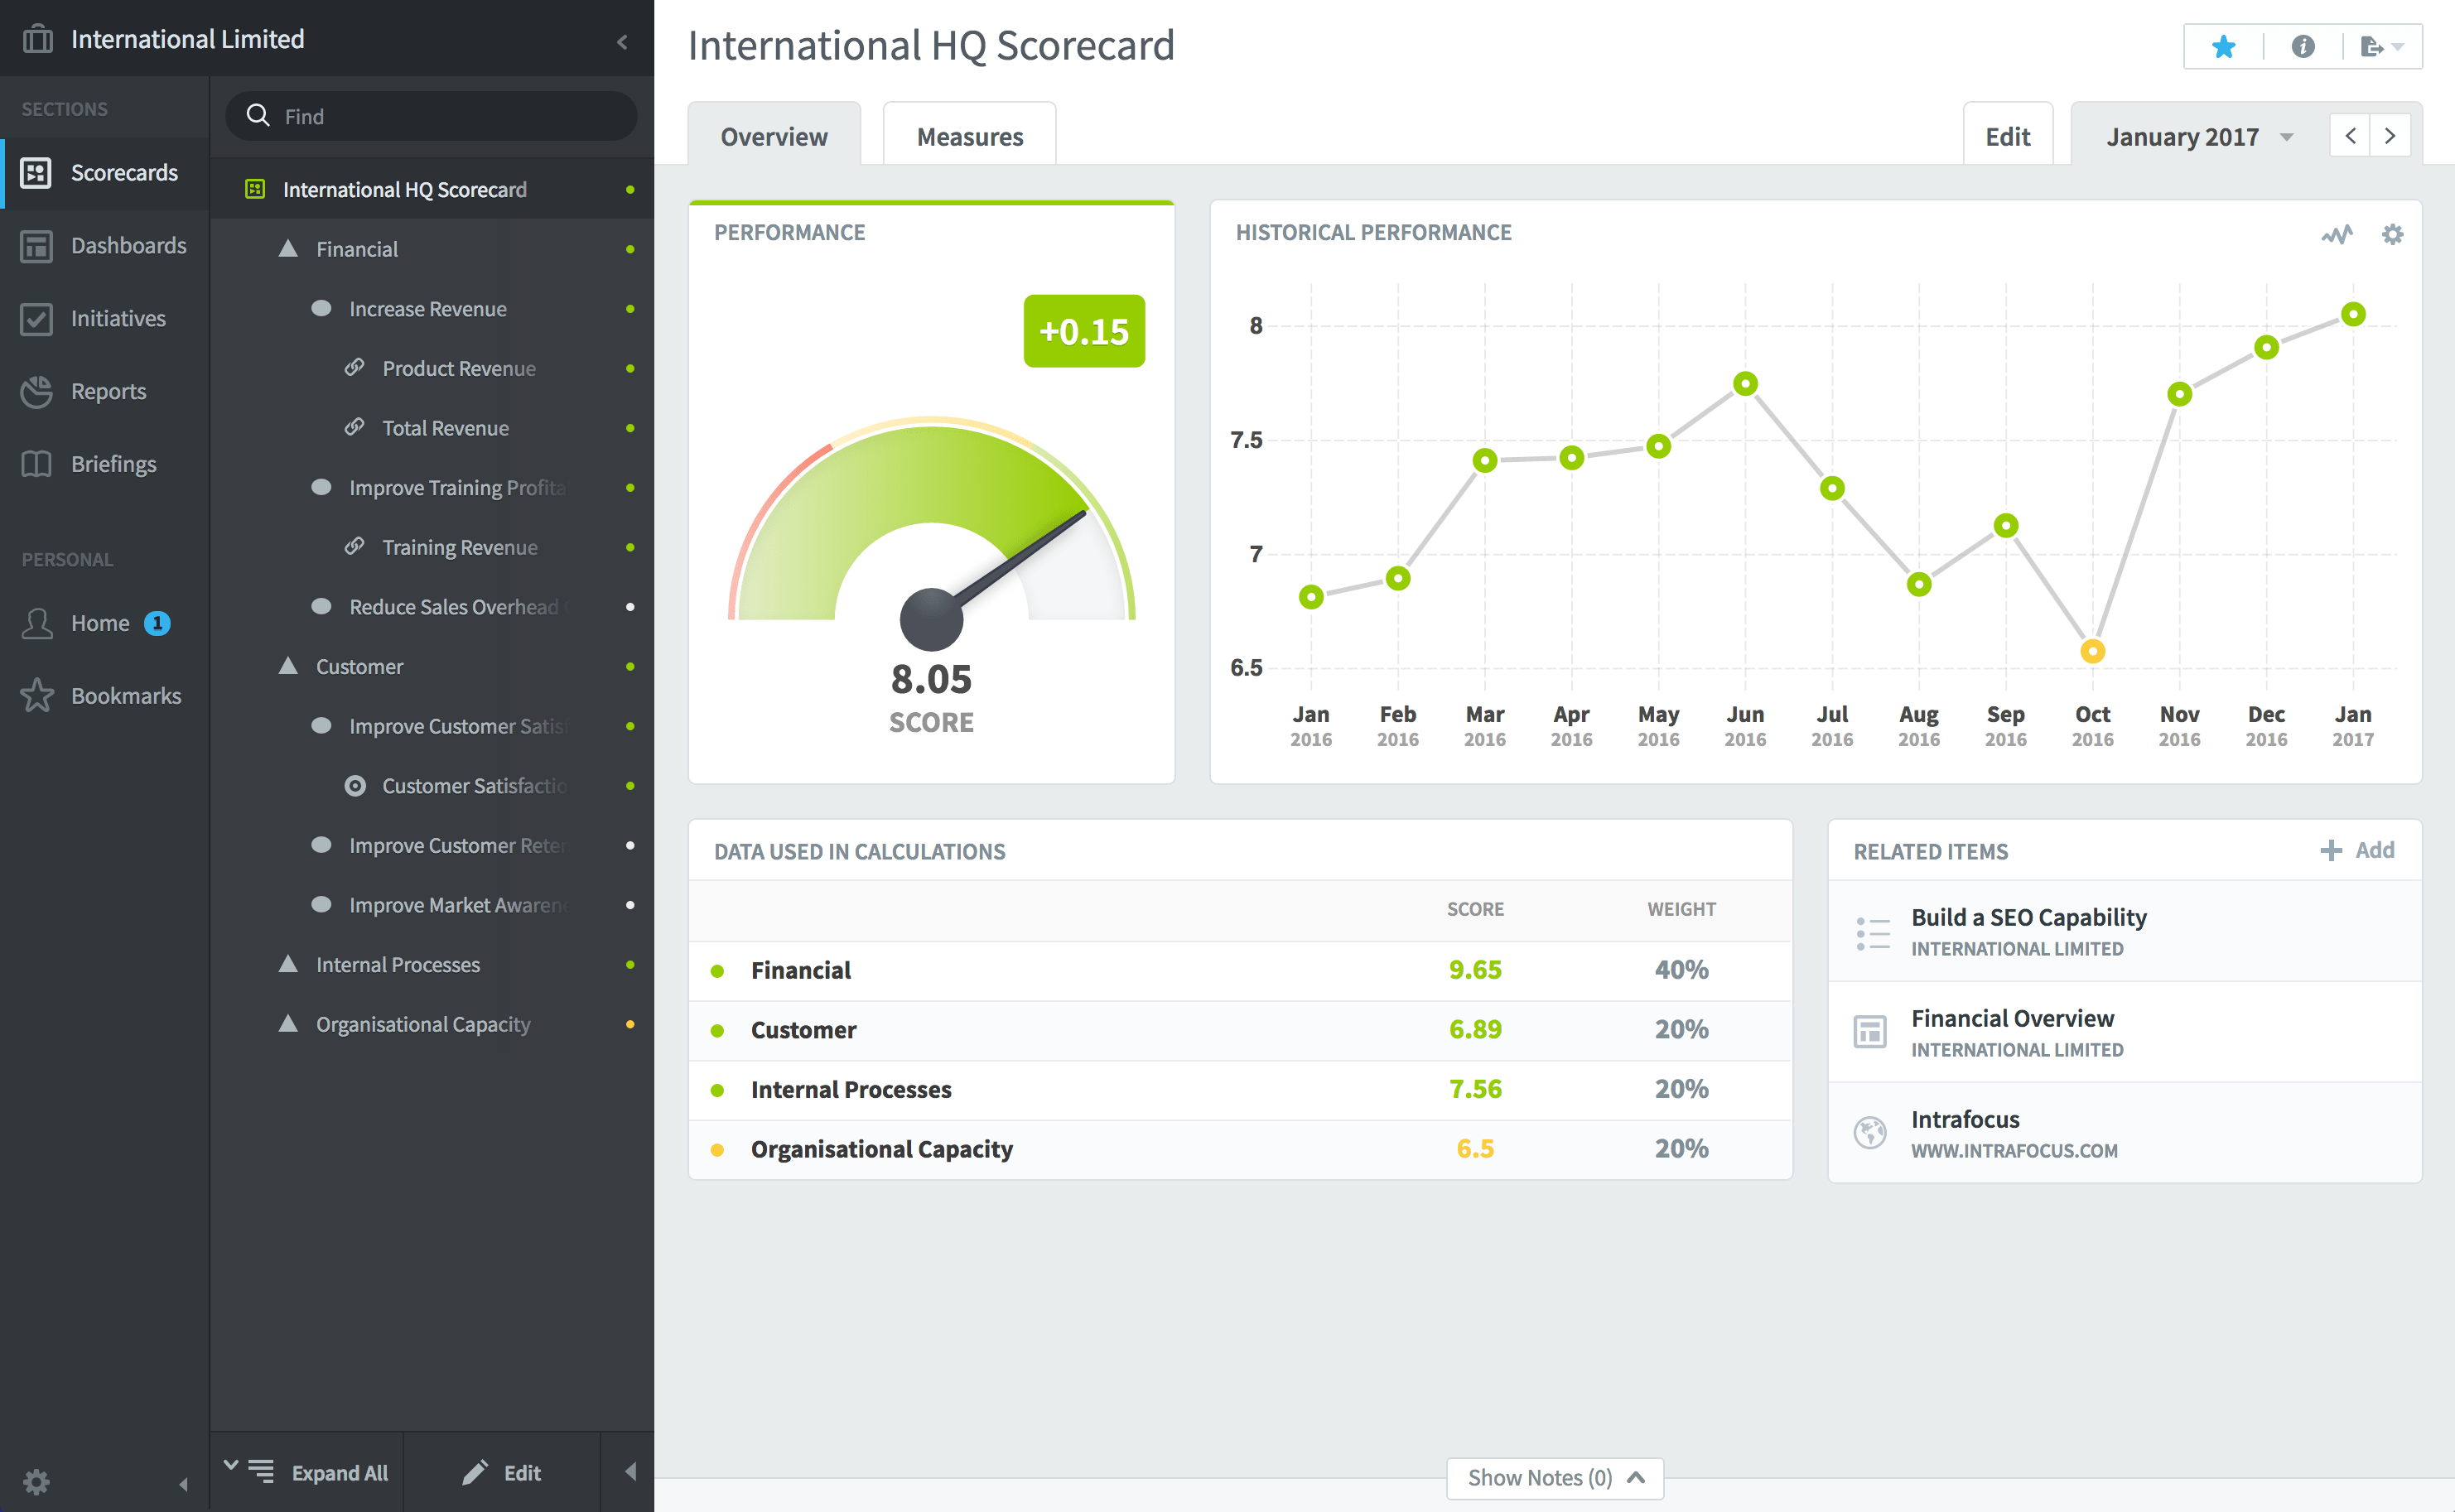 International Limited
SECTIONS
Scorecards
Dashboards
Initiatives
Reports
Briefings
PERSONAL
Home 1
Bookmarks
Find
International HQ Scorecard
Financial
Increase Revenue
Product Revenue
Total Revenue
Improve Training Profita
Training Revenue
Reduce Sales Overhead
Customer
Improve Customer Satis
Customer Satisfactio
Improve Customer Reten
Improve Market Awaren
Internal Processes
Organisational Capacity
Expand All
Edit
International HQ Scorecard
Overview
Measures
Edit
January 2017
PERFORMANCE
+0.15
8.05
SCORE
HISTORICAL PERFORMANCE
8
7.5
7
6.5
Jan Feb Mar Apr May Jun Jul Aug Sep Oct Nov Dec Jan
2016 2016 2016 2016 2016 2016 2016 2016 2016 2016 2016 2016 2017
DATA USED IN CALCULATIONS
SCORE WEIGHT
Financial 9.65 40%
Customer 6.89 20%
Internal Processes 7.56 20%
Organisational Capacity 6.5 20%
RELATED ITEMS
Add
Build a SEO Capability
INTERNATIONAL LIMITED
Financial Overview
INTERNATIONAL LIMITED
Intrafocus
WWW.INTRAFOCUS.COM
Show Notes (0)